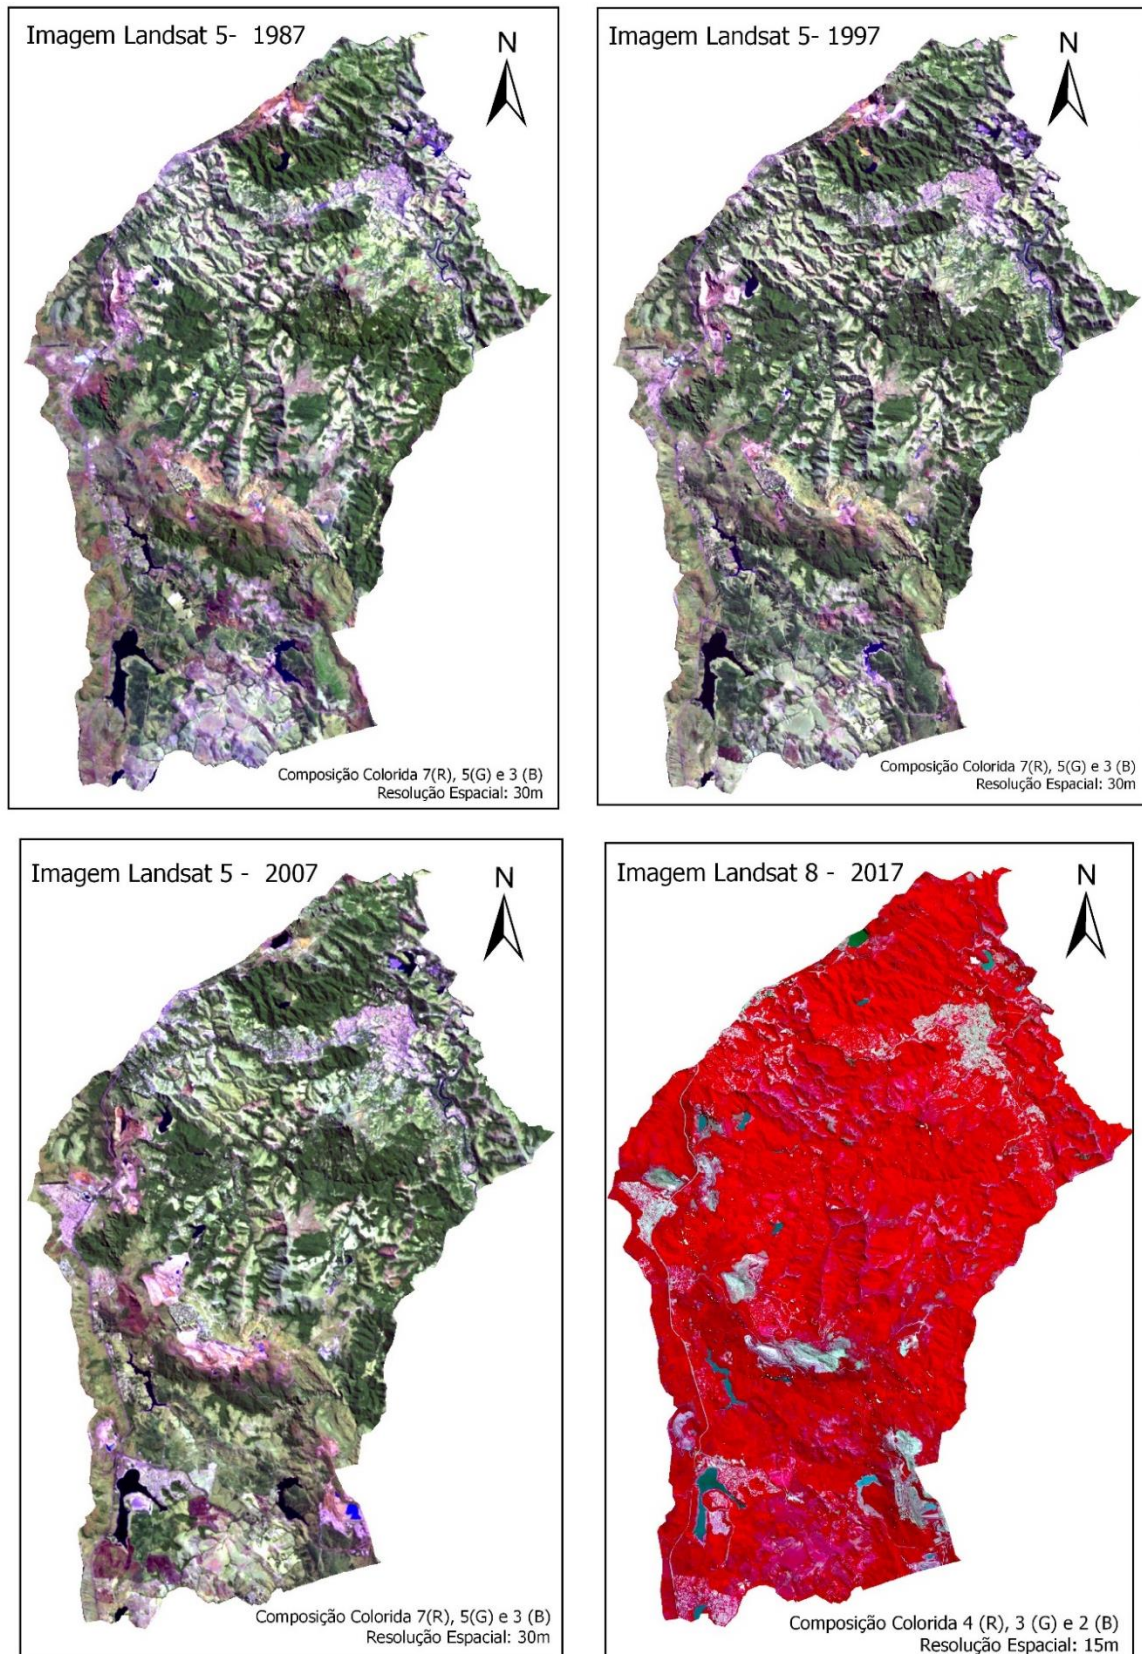 Imagem Landsat 5-  1987
N
Composição Colorida 7(R), 5(G) e 3 (B)
Resolução Espacial: 30m
Imagem Landsat 5- 1997
N
Composição Colorida 7(R), 5(G) e 3 (B)
Resolução Espacial: 30m
Imagem Landsat 5 -  2007
N
Composição Colorida 7(R), 5(G) e 3 (B)
Resolução Espacial: 30m
Imagem Landsat 8 -  2017
N
Composição Colorida 4 (R), 3 (G) e 2 (B)
Resolução Espacial: 15m